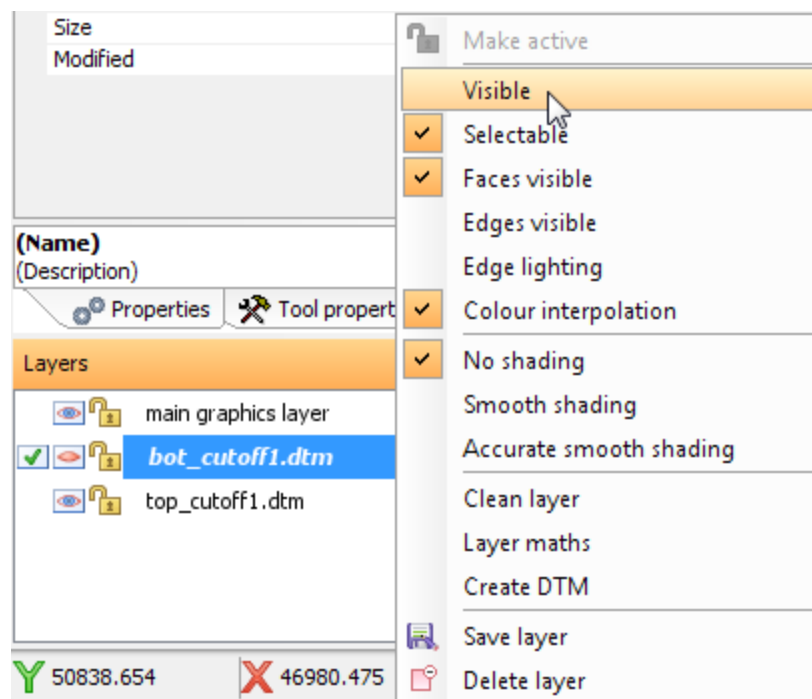 Size
Modified
(Name)
(Description)
Properties
Tool propert
Layers
main graphics layer
bot_cutoff1.dtm
top_cutoff1.dtm
Y 50838.654
X 46980.475
Make active
Visible
Selectable
Faces visible
Edges visible
Edge lighting
Colour interpolation
No shading
Smooth shading
Accurate smooth shading
Clean layer
Layer maths
Create DTM
Save layer
Delete layer